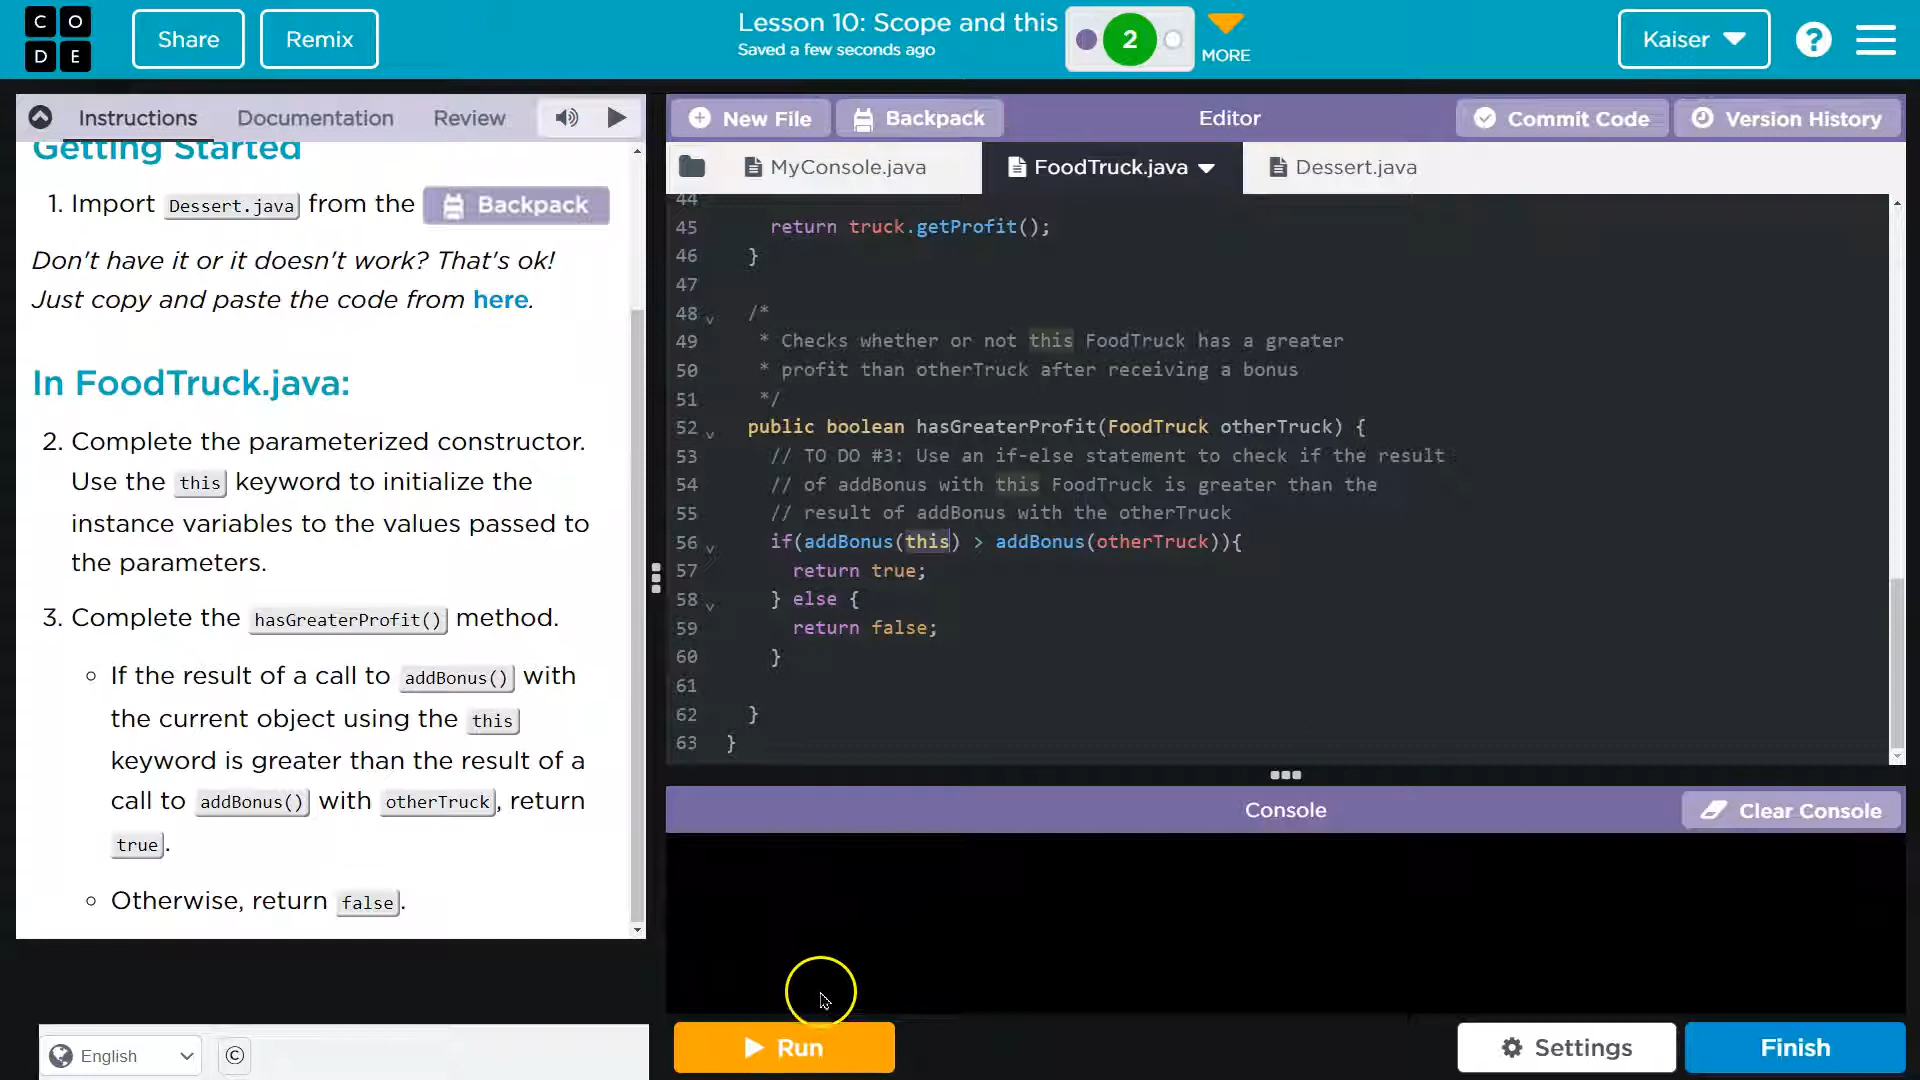 C O
D E
Share
Remix
Lesson 10: Scope and this
Saved a few seconds ago
2
MORE
Kaiser
?
Instructions
Documentation
Review
New File
Backpack
Editor
Commit Code
Version History
MyConsole.java
FoodTruck.java
Dessert.java
Getting Started
1. Import Dessert.java from the Backpack
Don't have it or it doesn't work? That's ok!
Just copy and paste the code from here.
In FoodTruck.java:
2. Complete the parameterized constructor.
Use the this keyword to initialize the
instance variables to the values passed to
the parameters.
3. Complete the hasGreaterProfit() method.
If the result of a call to addBonus() with
the current object using the this
keyword is greater than the result of a
call to addBonus() with otherTruck, return
true.
Otherwise, return false.
44
45 return truck.getProfit();
46 }
47
48 /*
49 * Checks whether or not this FoodTruck has a greater
50 * profit than otherTruck after receiving a bonus
51 */
52 public boolean hasGreaterProfit(FoodTruck otherTruck) {
53 // TO DO #3: Use an if-else statement to check if the result
54 // of addBonus with this FoodTruck is greater than the
55 // result of addBonus with the otherTruck
56 if(addBonus(this) > addBonus(otherTruck)){
57 return true;
58 } else {
59 return false;
60 }
61
62 }
63 }
Console
Clear Console
English
©
Run
Settings
Finish